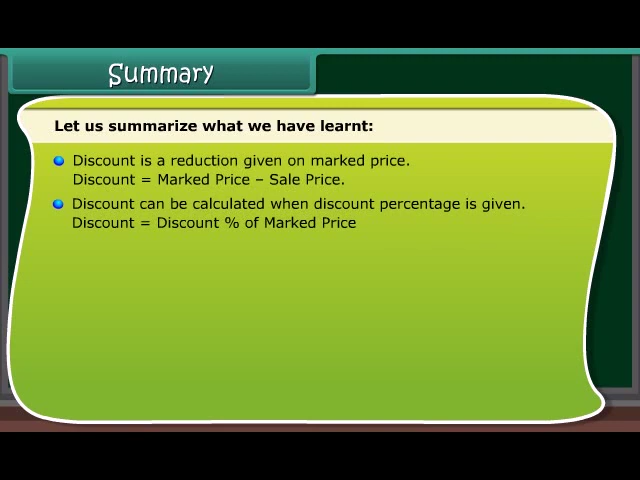 Summary
Let us summarize what we have learnt:
Discount is a reduction given on marked price.
Discount = Marked Price – Sale Price.
Discount can be calculated when discount percentage is given.
Discount = Discount % of Marked Price